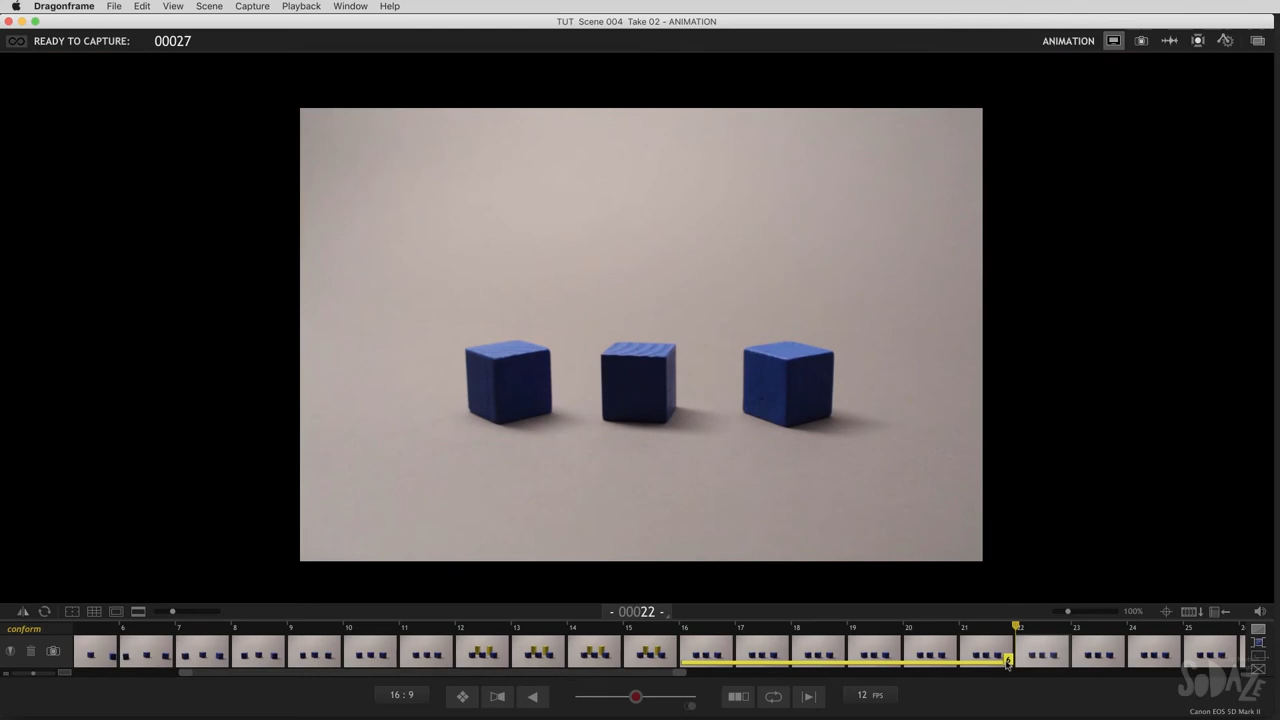 Dragonframe File Edit View Scene Capture Playback Window Help
TUT Scene 004 Take 02 - ANIMATION
READY TO CAPTURE: 00027
ANIMATION
- 00022 -
100%
conform
6 7 8 9 10 11 12 13 14 15 16 17 18 19 20 21 22 23 24 25
16 : 9
12 FPS
SODAZE
Canon EOS 5D Mark II